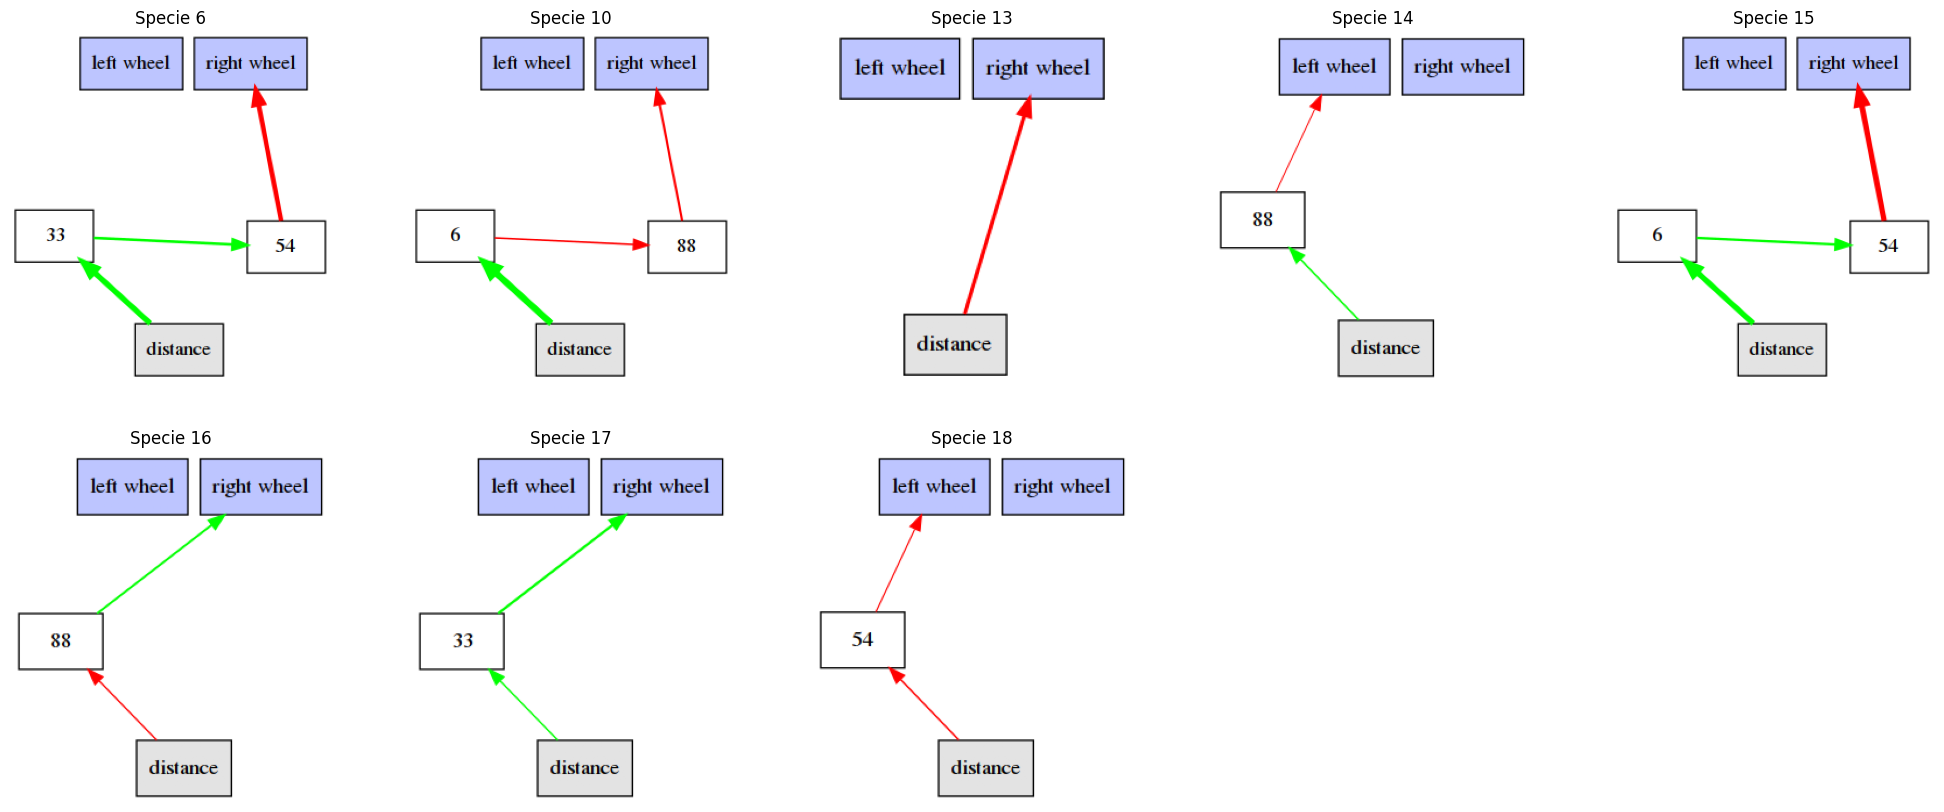 Specie 6
left wheel
right wheel
33
54
distance
Specie 10
left wheel
right wheel
6
88
distance
Specie 13
left wheel
right wheel
distance
Specie 14
left wheel
right wheel
88
distance
Specie 15
left wheel
right wheel
6
54
distance
Specie 16
left wheel
right wheel
88
distance
Specie 17
left wheel
right wheel
33
distance
Specie 18
left wheel
right wheel
54
distance